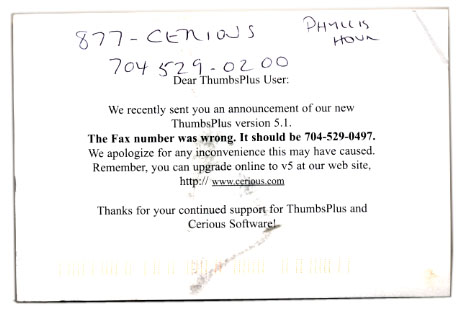 877-CERIOUS
PHYLLIS
704 529-0200
Dear ThumbsPlus User:
We recently sent you an announcement of our new
ThumbsPlus version 5.1.
The Fax number was wrong. It should be 704-529-0497.
We apologize for any inconvenience this may have caused.
Remember, you can upgrade online to v5 at our web site,
http:// www.cerious.com
Thanks for your continued support for ThumbsPlus and
Cerious Software!